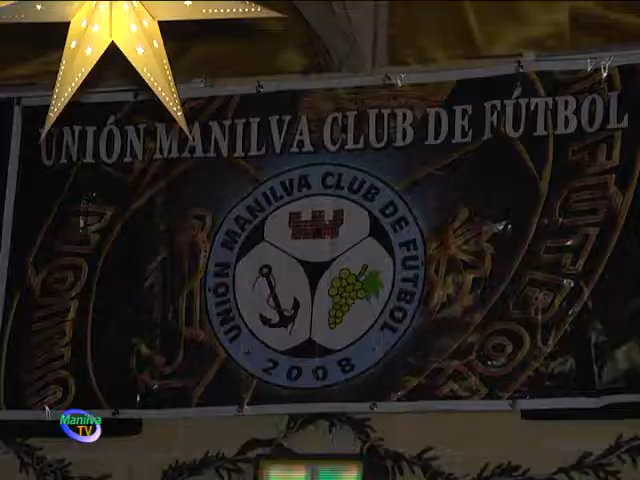 UNIÓN MANILVA CLUB DE FÚTBOL
UNIÓN MANILVA CLUB DE FÚTBOL
· 2008 ·
Manilva
TV